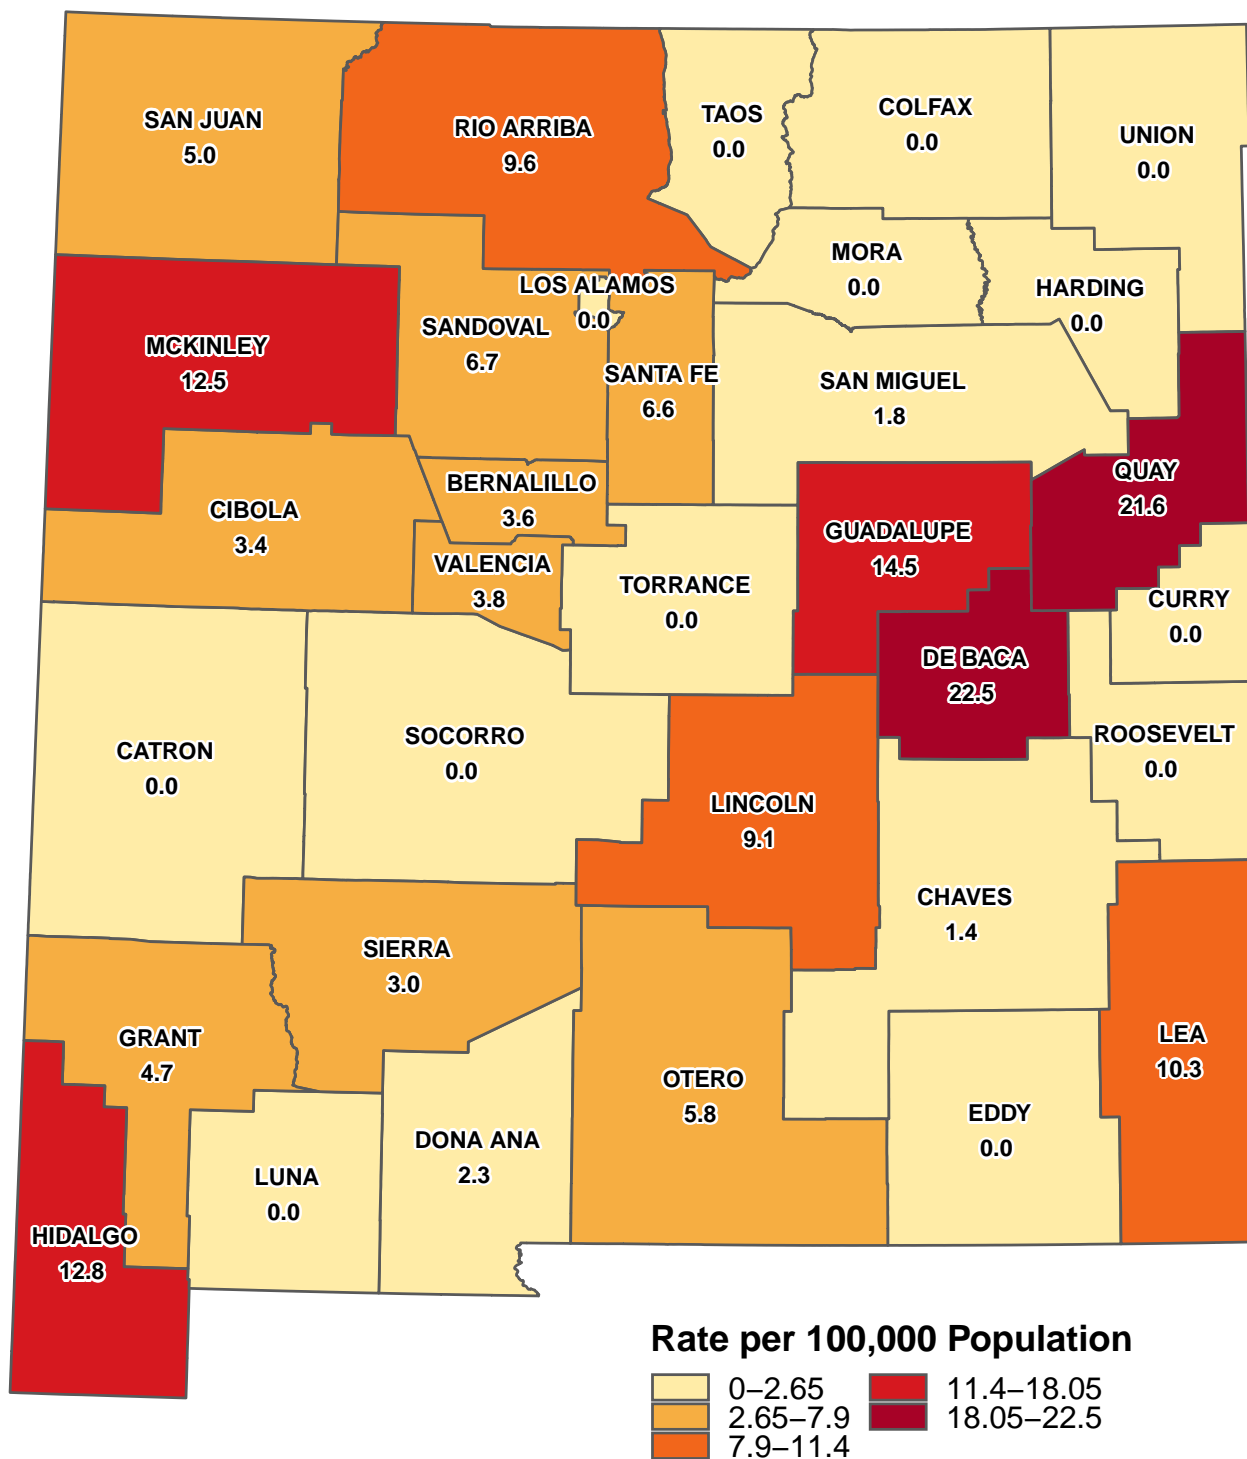 SAN JUAN
5.0
RIO ARRIBA
9.6
TAOS
0.0
COLFAX
0.0
UNION
0.0
MORA
0.0
HARDING
0.0
LOS ALAMOS
0.0
SANDOVAL
6.7
MCKINLEY
12.5
SANTA FE
6.6
SAN MIGUEL
1.8
QUAY
21.6
BERNALILLO
3.6
CIBOLA
3.4
GUADALUPE
14.5
VALENCIA
3.8
TORRANCE
0.0
CURRY
0.0
DE BACA
22.5
CATRON
0.0
SOCORRO
0.0
ROOSEVELT
0.0
LINCOLN
9.1
CHAVES
1.4
SIERRA
3.0
GRANT
4.7
LEA
10.3
OTERO
5.8
EDDY
0.0
DONA ANA
2.3
LUNA
0.0
HIDALGO
12.8
Rate per 100,000 Population
0–2.65
2.65–7.9
7.9–11.4
11.4–18.05
18.05–22.5